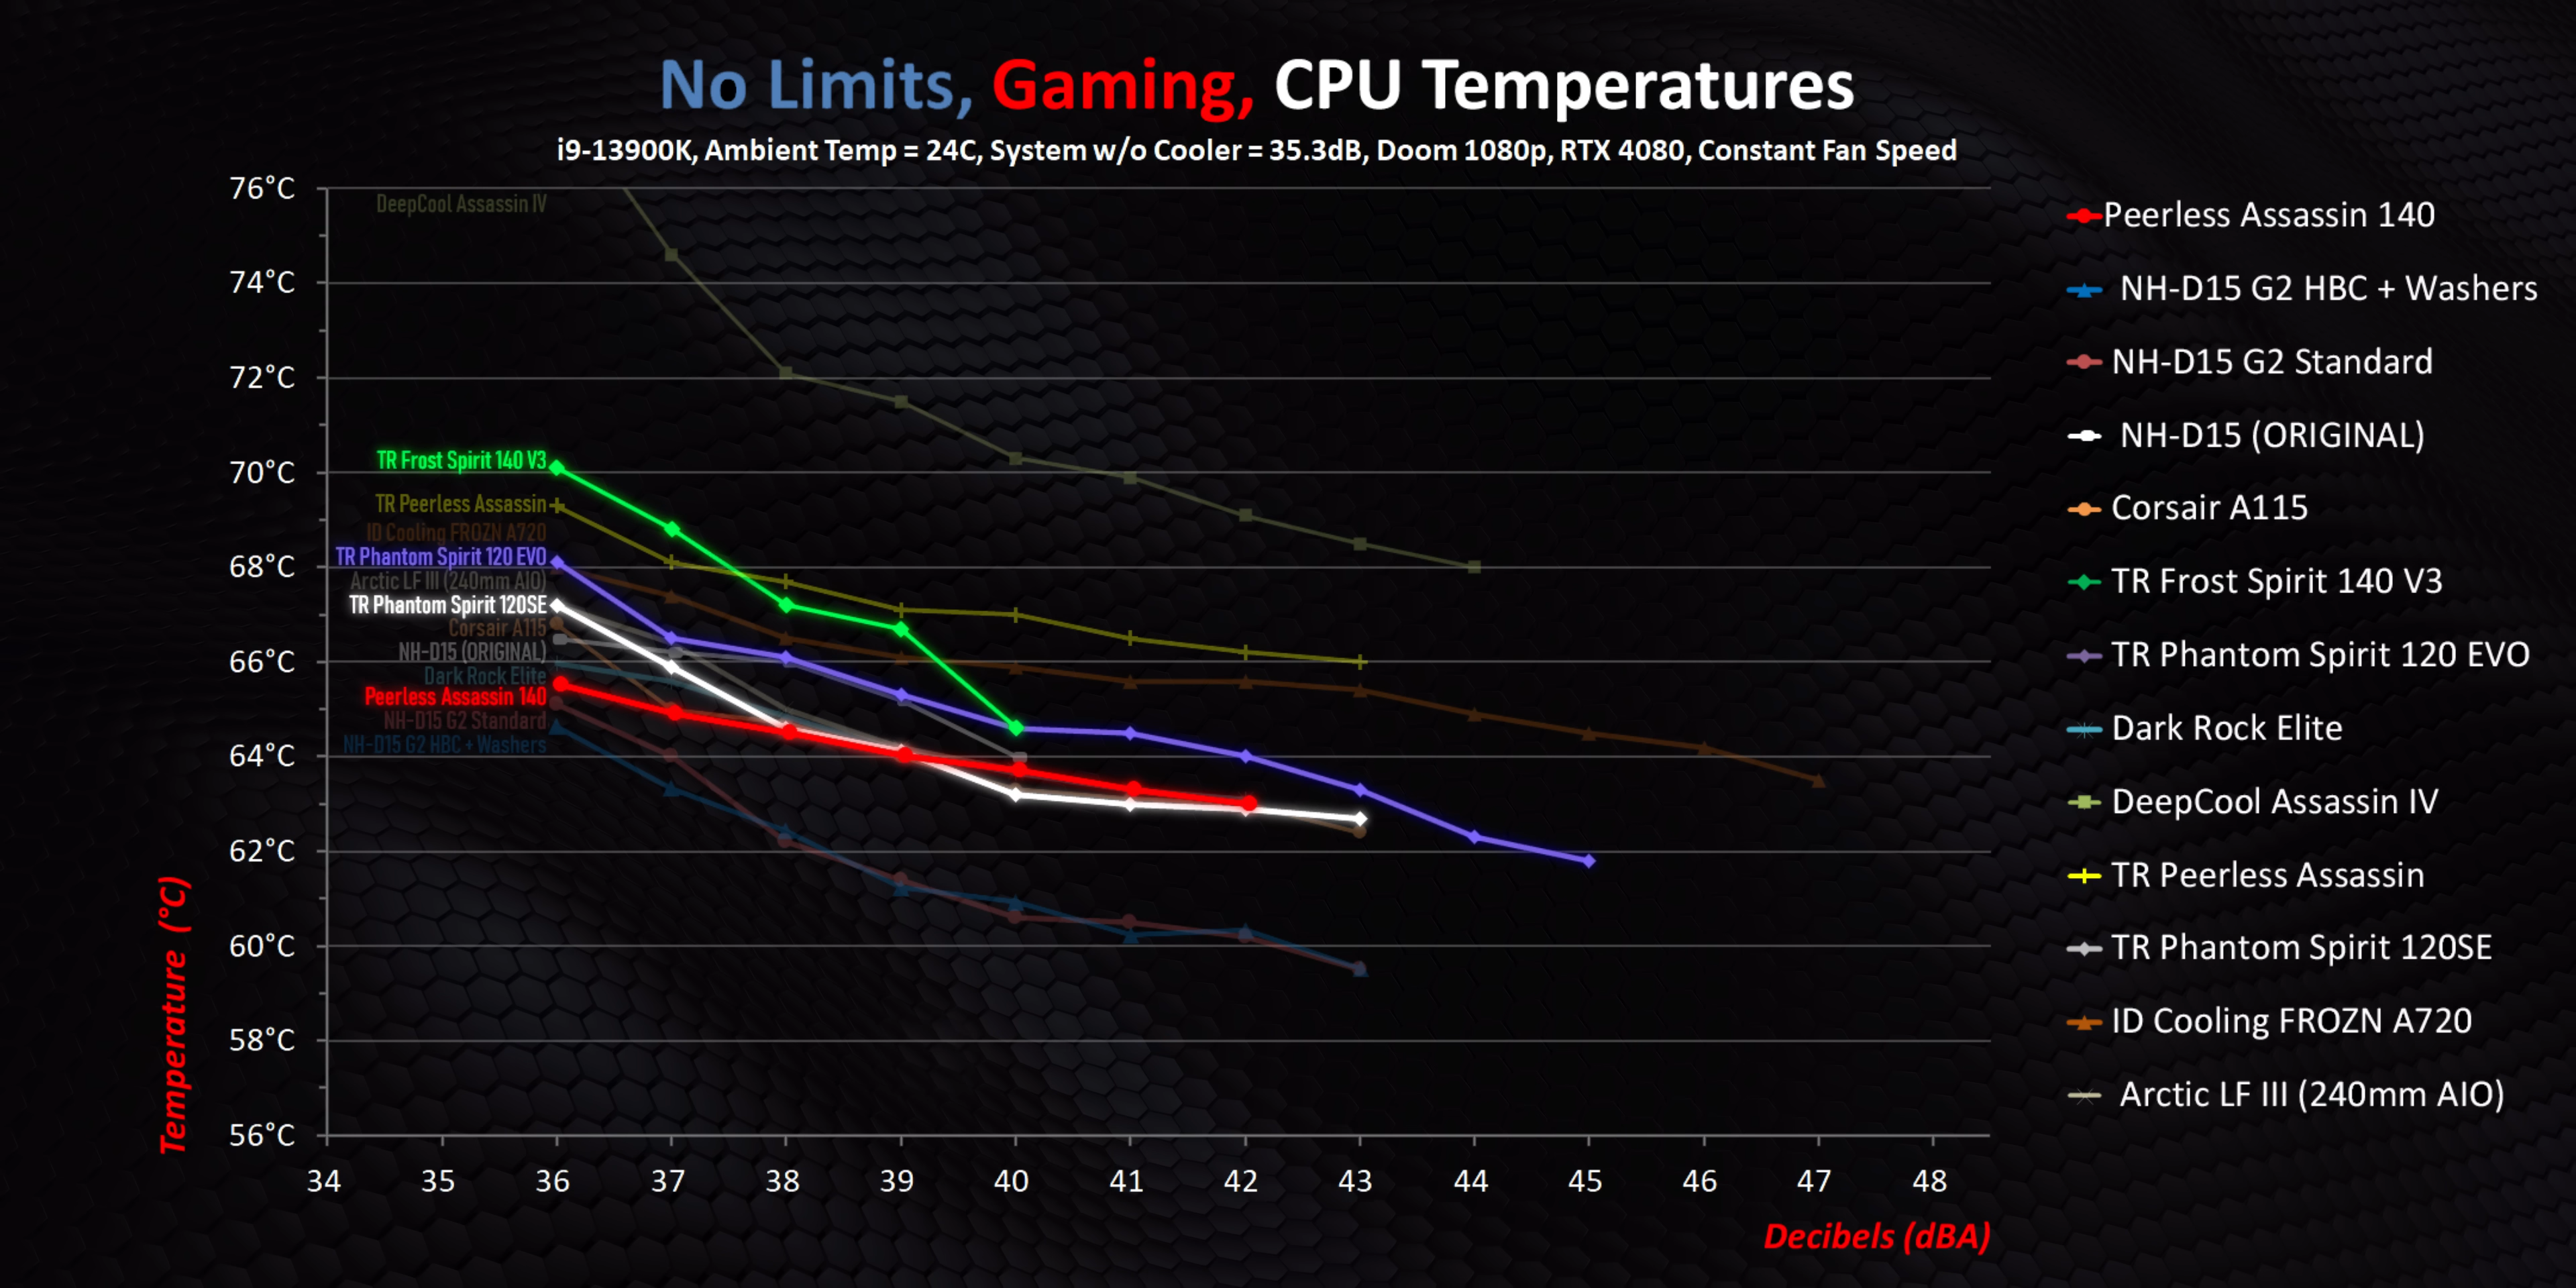 No Limits, Gaming, CPU Temperatures
i9-13900K, Ambient Temp = 24C, System w/o Cooler = 35.3dB, Doom 1080p, RTX 4080, Constant Fan Speed
76°C
74°C
72°C
70°C
68°C
66°C
64°C
62°C
60°C
58°C
56°C
Temperature (°C)
DeepCool Assassin IV
TR Frost Spirit 140 V3
TR Peerless Assassin
ID Cooling FROZN A720
TR Phantom Spirit 120 EVO
Arctic LF III (240mm AIO)
TR Phantom Spirit 120SE
Corsair A115
NH-D15 (ORIGINAL)
Dark Rock Elite
Peerless Assassin 140
NH-D15 G2 Standard
NH-D15 G2 HBC + Washers
34 35 36 37 38 39 40 41 42 43 44 45 46 47 48
Decibels (dBA)
Peerless Assassin 140
NH-D15 G2 HBC + Washers
NH-D15 G2 Standard
NH-D15 (ORIGINAL)
Corsair A115
TR Frost Spirit 140 V3
TR Phantom Spirit 120 EVO
Dark Rock Elite
DeepCool Assassin IV
TR Peerless Assassin
TR Phantom Spirit 120SE
ID Cooling FROZN A720
Arctic LF III (240mm AIO)